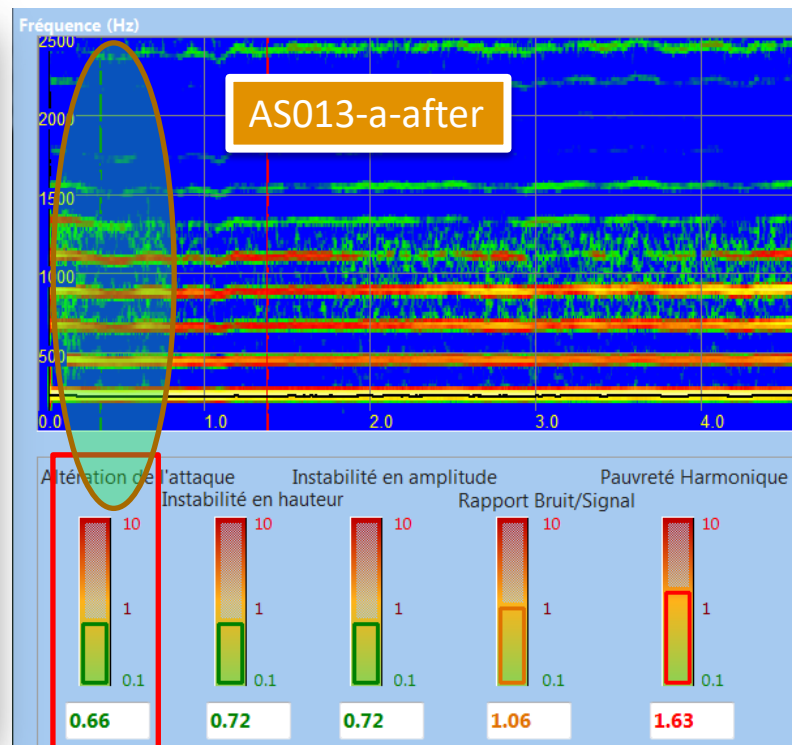 Fréquence (Hz)
2500
AS013-a-after
2000
1500
1000
500
0.0 1.0 2.0 3.0 4.0
Altération de l'attaque Instabilité en amplitude Pauvreté Harmonique
Instabilité en hauteur Rapport Bruit/Signal
10 10 10 10 10
1 1 1 1 1
0.1 0.1 0.1 0.1 0.1
0.66 0.72 0.72 1.06 1.63